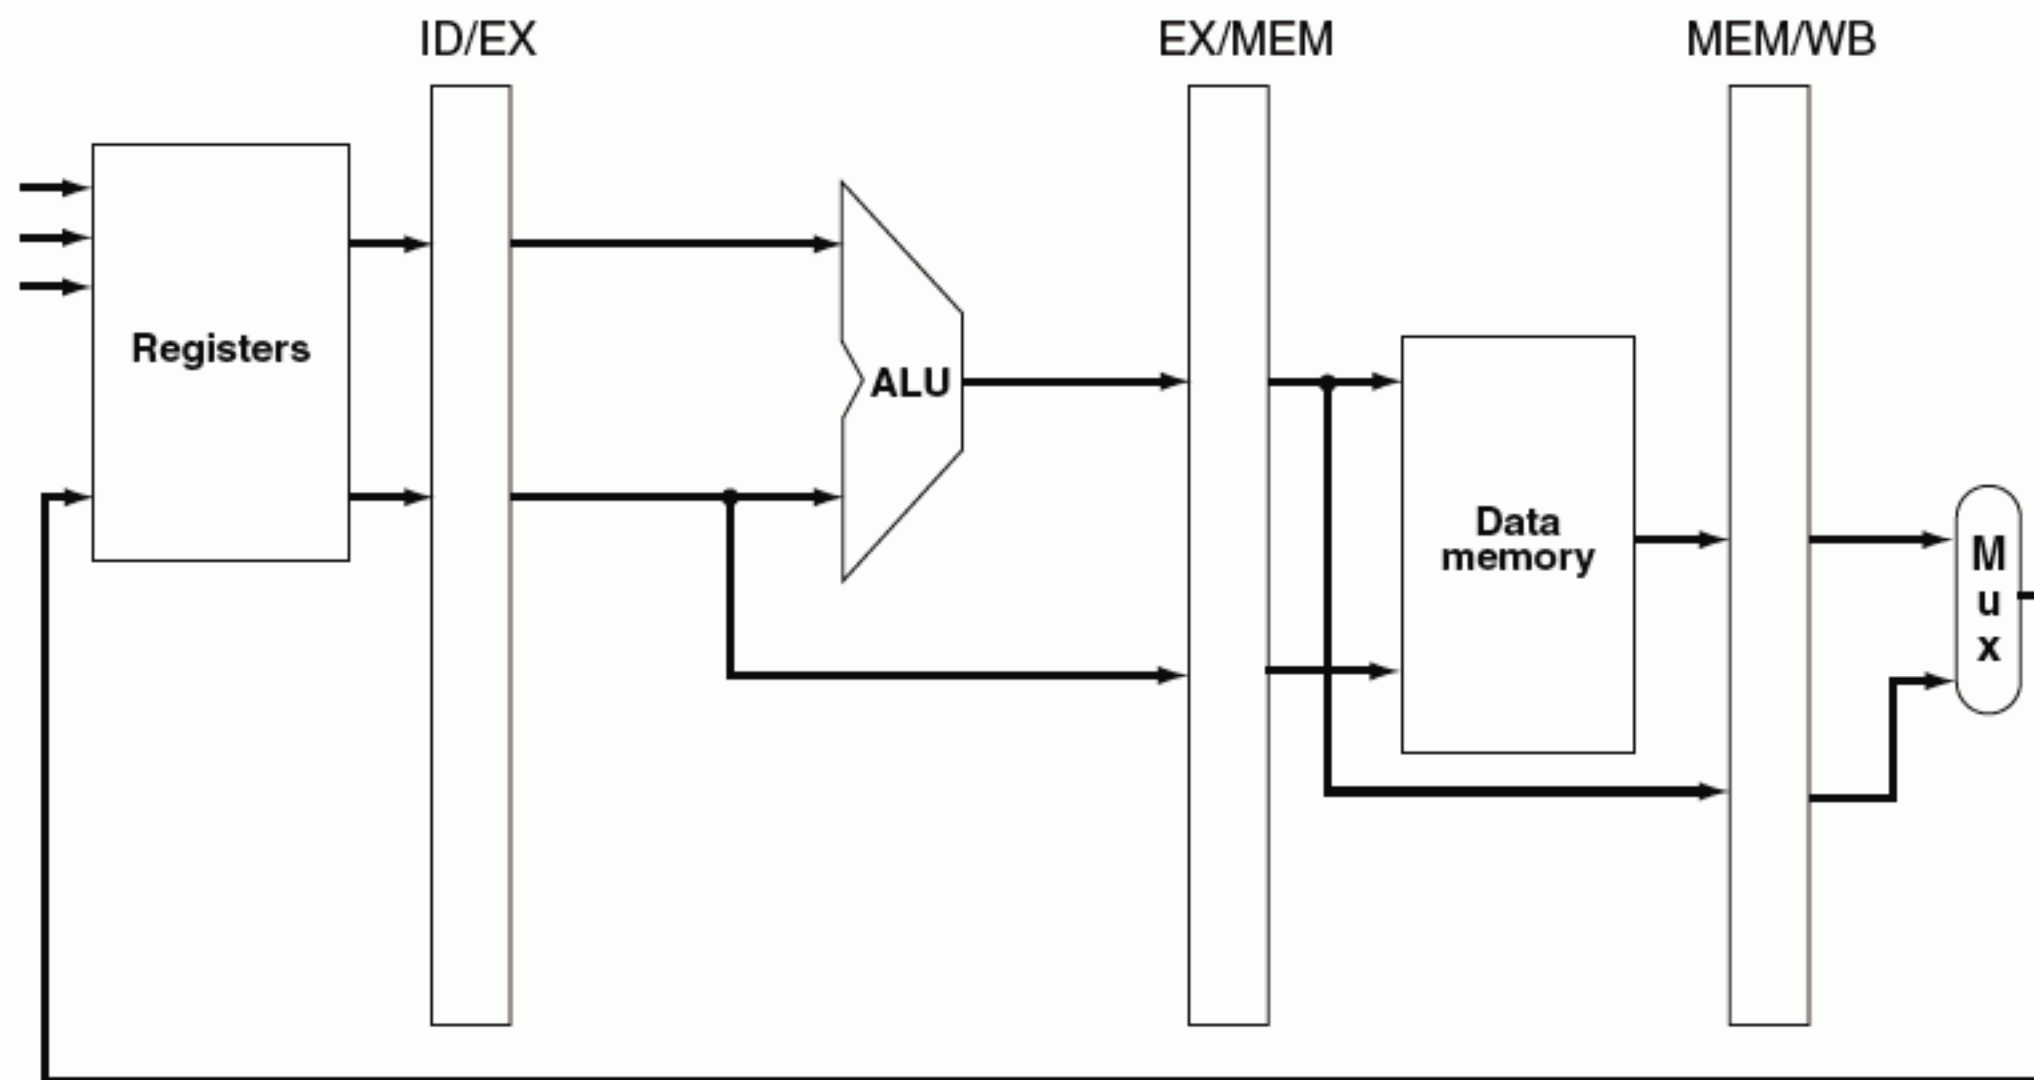 ID/EX
EX/MEM
MEM/WB
Registers
ALU
Data
memory
M
u
x